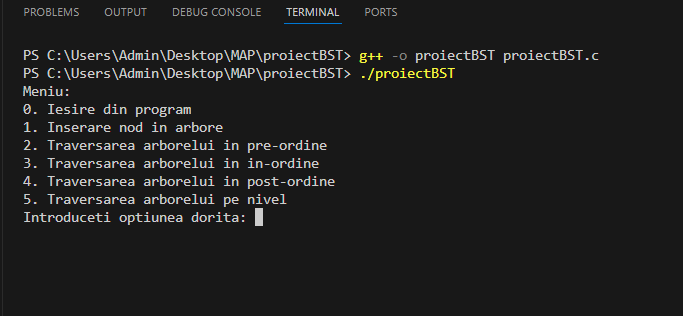 PROBLEMS OUTPUT DEBUG CONSOLE TERMINAL PORTS
PS C:\Users\Admin\Desktop\MAP\proiectBST> g++ -o proiectBST proiectBST.c
PS C:\Users\Admin\Desktop\MAP\proiectBST> ./proiectBST
Meniu:
0. Iesire din program
1. Inserare nod in arbore
2. Traversarea arborelui in pre-ordine
3. Traversarea arborelui in in-ordine
4. Traversarea arborelui in post-ordine
5. Traversarea arborelui pe nivel
Introduceti optiunea dorita: